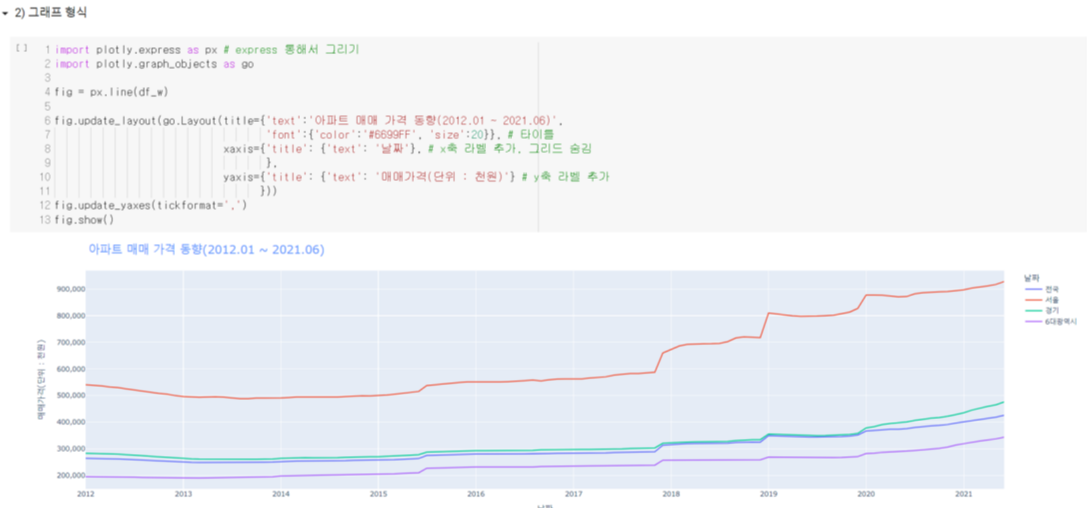 2) 그래프 형식
[ ] 1 import plotly.express as px # express 통해서 그리기
2 import plotly.graph_objects as go
3
4 fig = px.line(df_w)
5
6 fig.update_layout(go.Layout(title={'text':'아파트 매매 가격 동향(2012.01 ~ 2021.06)',
7 'font':{'color':'#6699FF', 'size':20}}, # 타이틀
8 xaxis={'title': {'text': '날짜'}, # x축 라벨 추가, 그리드 숨김
9 },
10 yaxis={'title': {'text': '매매가격(단위 : 천원)'} # y축 라벨 추가
11 }))
12 fig.update_yaxes(tickformat=',')
13 fig.show()
아파트 매매 가격 동향(2012.01 ~ 2021.06)
날짜
전국
서울
경기
6대광역시
매매가격(단위 : 천원)
900,000
800,000
700,000
600,000
500,000
400,000
300,000
200,000
2012 2013 2014 2015 2016 2017 2018 2019 2020 2021